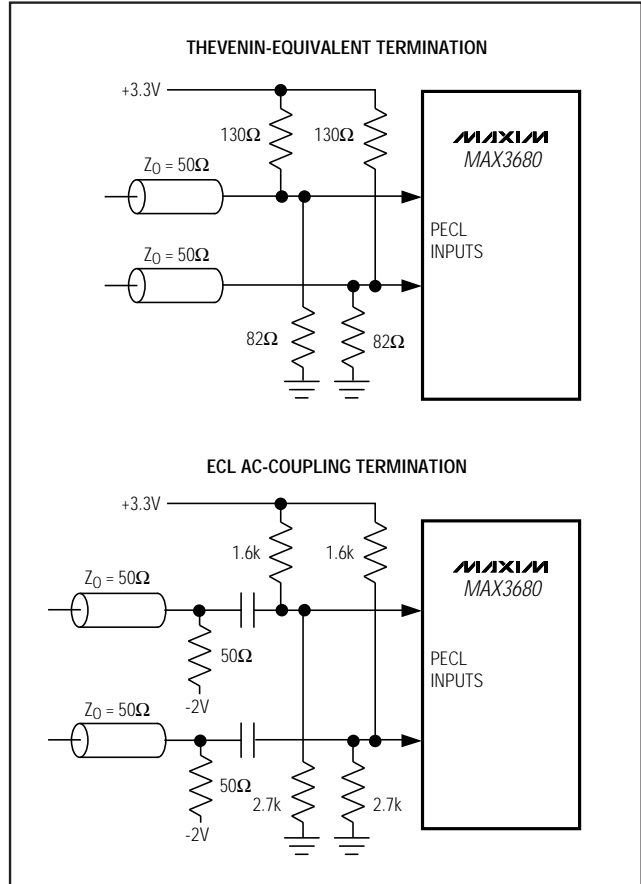 THEVENIN-EQUIVALENT TERMINATION
+3.3V
130Ω 130Ω
MAXIM
MAX3680
Z0 = 50Ω
PECL
INPUTS
Z0 = 50Ω
82Ω 82Ω
ECL AC-COUPLING TERMINATION
+3.3V
1.6k 1.6k
MAXIM
MAX3680
Z0 = 50Ω
50Ω
PECL
INPUTS
-2V
Z0 = 50Ω
50Ω
2.7k 2.7k
-2V